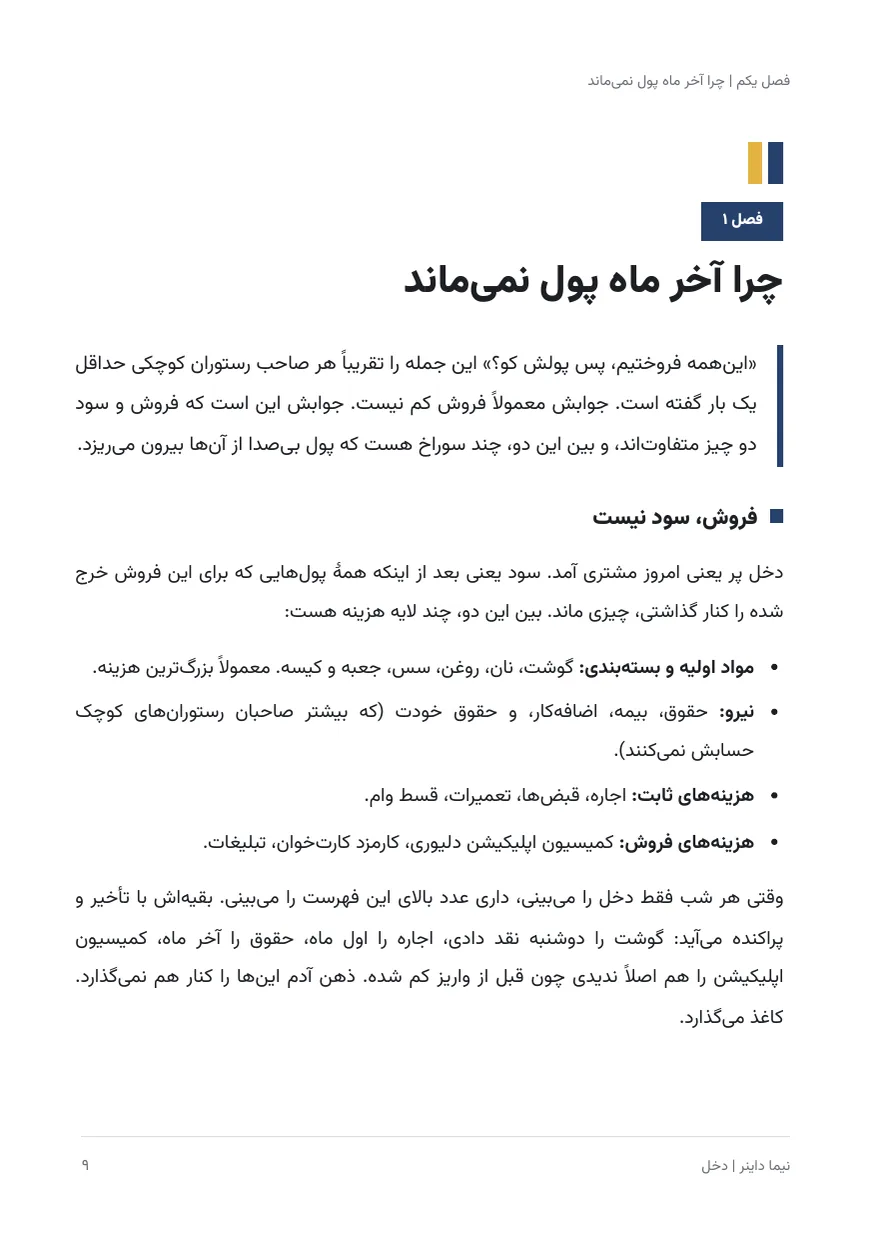 فصل یکم | چرا آخر ماه پول نمی‌ماند
فصل ۱
چرا آخر ماه پول نمی‌ماند
«این‌همه فروختیم، پس پولش کو؟» این جمله را تقریباً هر صاحب رستوران کوچکی حداقل
یک بار گفته است. جوابش معمولاً فروش کم نیست. جوابش این است که فروش و سود
دو چیز متفاوت‌اند، و بین این دو، چند سوراخ هست که پول بی‌صدا از آن‌ها بیرون می‌ریزد.
فروش، سود نیست
دخل پر یعنی امروز مشتری آمد. سود یعنی بعد از اینکه همهٔ پول‌هایی که برای این فروش خرج
شده را کنار گذاشتی، چیزی ماند. بین این دو، چند لایه هزینه هست:
• مواد اولیه و بسته‌بندی: گوشت، نان، روغن، سس، جعبه و کیسه. معمولاً بزرگ‌ترین هزینه.
• نیرو: حقوق، بیمه، اضافه‌کار، و حقوق خودت (که بیشتر صاحبان رستوران‌های کوچک
حسابش نمی‌کنند).
• هزینه‌های ثابت: اجاره، قبض‌ها، تعمیرات، قسط وام.
• هزینه‌های فروش: کمیسیون اپلیکیشن دلیوری، کارمزد کارت‌خوان، تبلیغات.
وقتی هر شب فقط دخل را می‌بینی، داری عدد بالای این فهرست را می‌بینی. بقیه‌اش با تأخیر و
پراکنده می‌آید: گوشت را دوشنبه نقد دادی، اجاره را اول ماه، حقوق را آخر ماه، کمیسیون
اپلیکیشن را هم اصلاً ندیدی چون قبل از واریز کم شده. ذهن آدم این‌ها را کنار هم نمی‌گذارد.
کاغذ می‌گذارد.
نیما داینر | دخل
۹